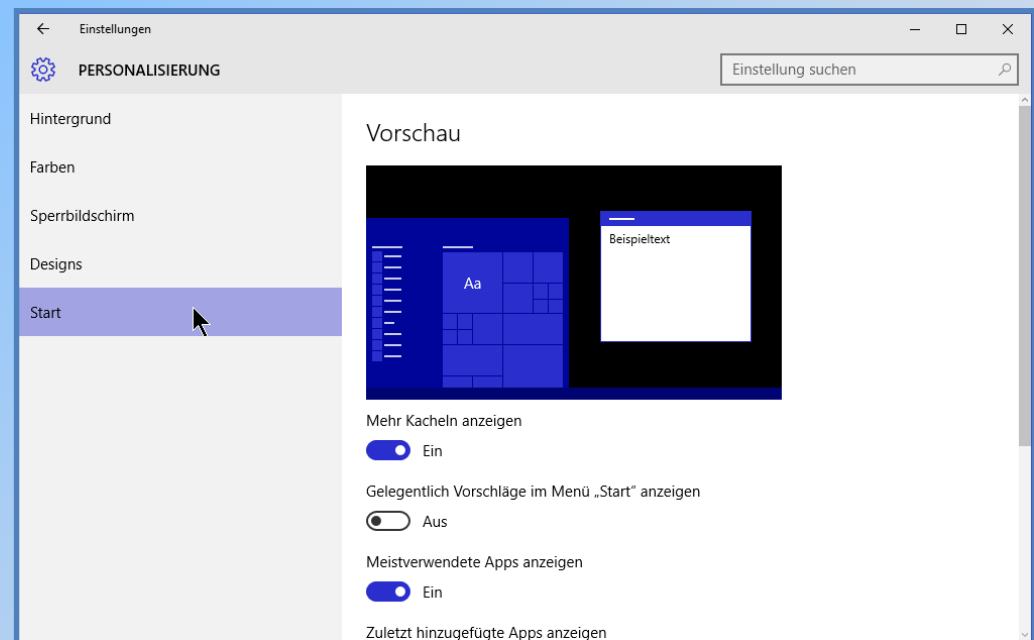 Einstellungen
PERSONALISIERUNG
Einstellung suchen
Hintergrund
Farben
Sperrbildschirm
Designs
Start
Vorschau
Beispieltext
Aa
Mehr Kacheln anzeigen
Ein
Gelegentlich Vorschläge im Menü „Start“ anzeigen
Aus
Meistverwendete Apps anzeigen
Ein
Zuletzt hinzugefügte Apps anzeigen